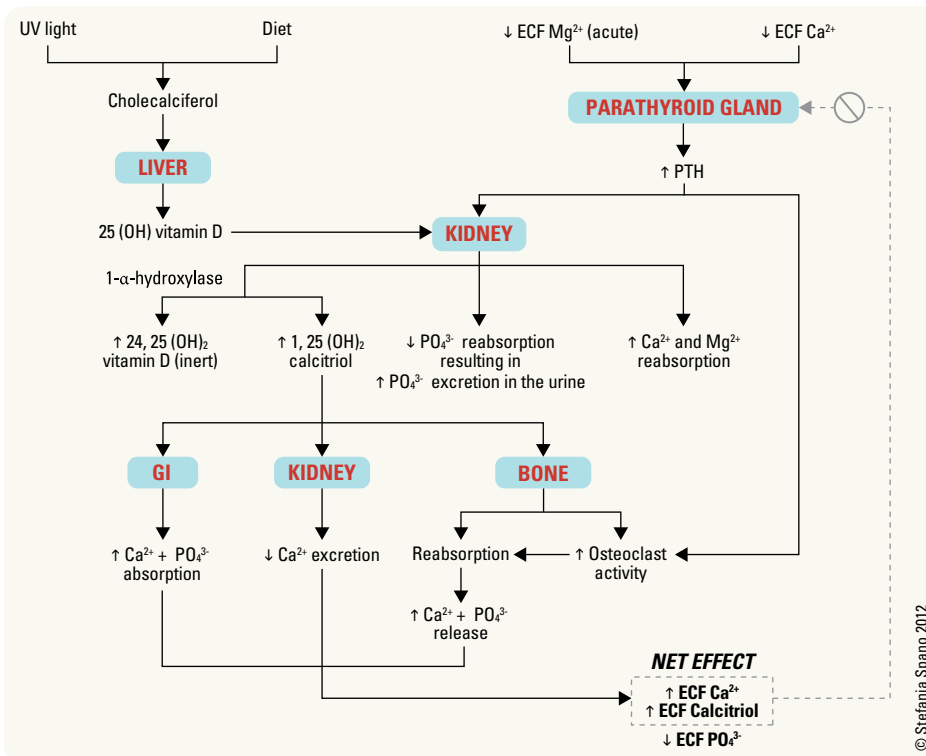 UV light
Diet
↓ ECF Mg²⁺ (acute)
↓ ECF Ca²⁺
Cholecalciferol
PARATHYROID GLAND
LIVER
↑ PTH
25 (OH) vitamin D
KIDNEY
1-α-hydroxylase
↑ 24, 25 (OH)₂
vitamin D (inert)
↑ 1, 25 (OH)₂
calcitriol
↓ PO₄³⁻ reabsorption
resulting in
↑ PO₄³⁻ excretion in the urine
↑ Ca²⁺ and Mg²⁺
reabsorption
GI
KIDNEY
BONE
↑ Ca²⁺ + PO₄³⁻
absorption
↓ Ca²⁺ excretion
Reabsorption
↑ Osteoclast
activity
↑ Ca²⁺ + PO₄³⁻
release
NET EFFECT
↑ ECF Ca²⁺
↑ ECF Calcitriol
↓ ECF PO₄³⁻
© Stefania Spano 2012